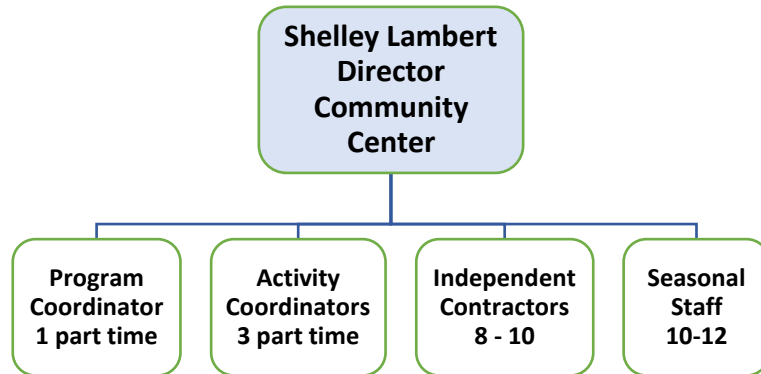 Shelley Lambert
Director
Community
Center
Program
Coordinator
1 part time
Activity
Coordinators
3 part time
Independent
Contractors
8 - 10
Seasonal
Staff
10-12